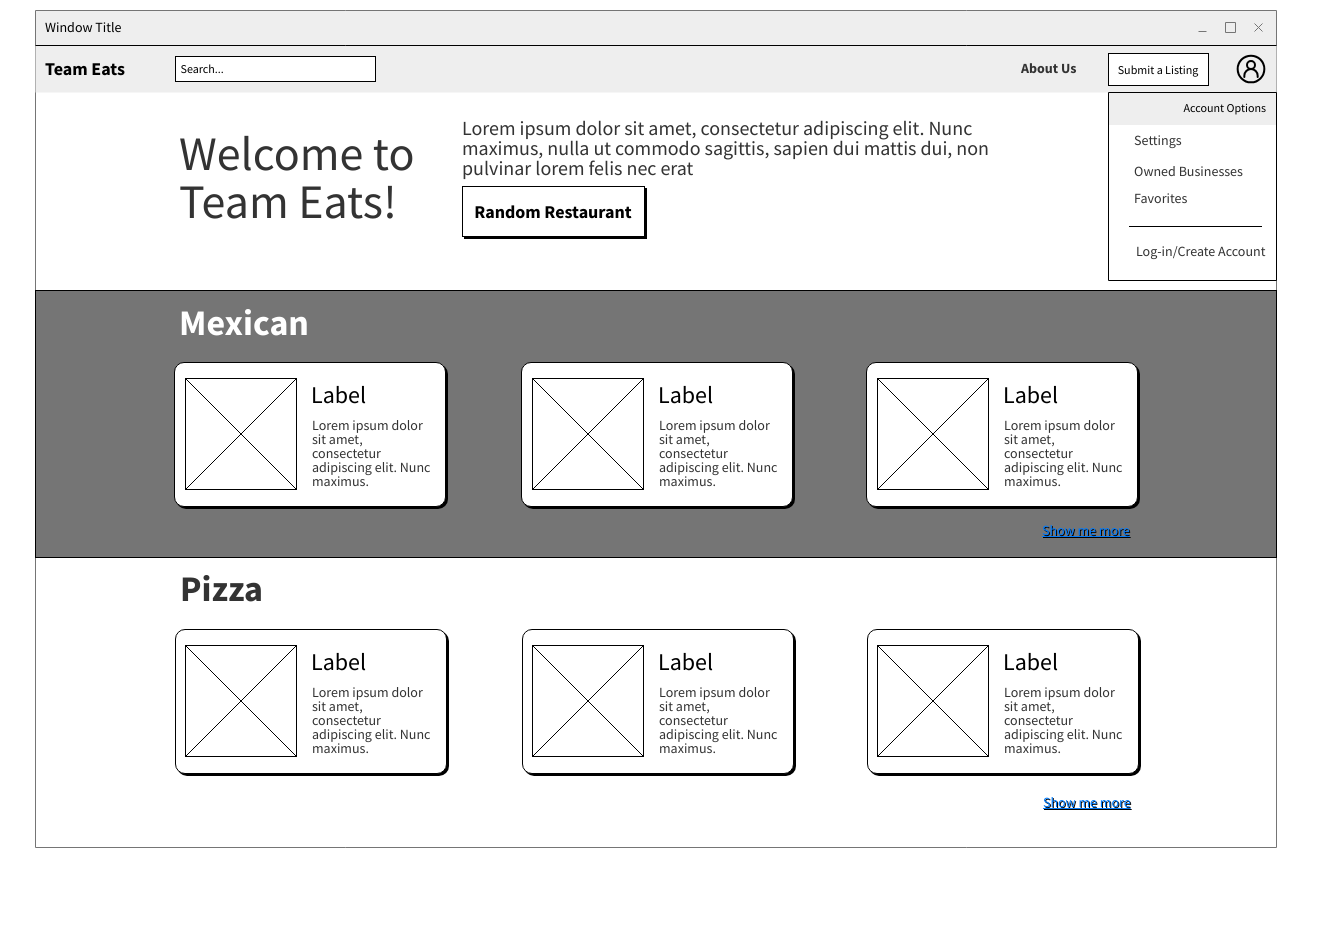 Window Title
Team Eats
Search...
About Us
Submit a Listing
Account Options
Settings
Owned Businesses
Favorites
Log-in/Create Account
Welcome to
Team Eats!
Lorem ipsum dolor sit amet, consectetur adipiscing elit. Nunc
maximus, nulla ut commodo sagittis, sapien dui mattis dui, non
pulvinar lorem felis nec erat
Random Restaurant
Mexican
Label
Lorem ipsum dolor
sit amet,
consectetur
adipiscing elit. Nunc
maximus.
Label
Lorem ipsum dolor
sit amet,
consectetur
adipiscing elit. Nunc
maximus.
Label
Lorem ipsum dolor
sit amet,
consectetur
adipiscing elit. Nunc
maximus.
Show me more
Pizza
Label
Lorem ipsum dolor
sit amet,
consectetur
adipiscing elit. Nunc
maximus.
Label
Lorem ipsum dolor
sit amet,
consectetur
adipiscing elit. Nunc
maximus.
Label
Lorem ipsum dolor
sit amet,
consectetur
adipiscing elit. Nunc
maximus.
Show me more